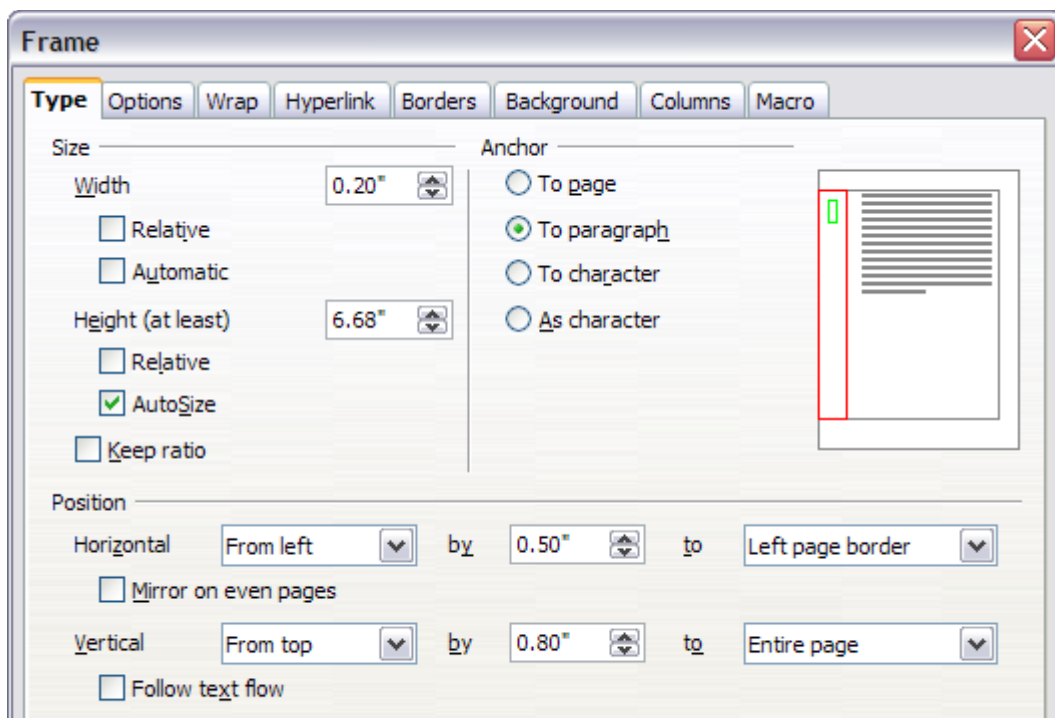 Frame
Type Options Wrap Hyperlink Borders Background Columns Macro
Size
Anchor
Width 0.20"
To page
Relative
To paragraph
Automatic
To character
Height (at least) 6.68"
As character
Relative
AutoSize
Keep ratio
Position
Horizontal From left by 0.50" to Left page border
Mirror on even pages
Vertical From top by 0.80" to Entire page
Follow text flow